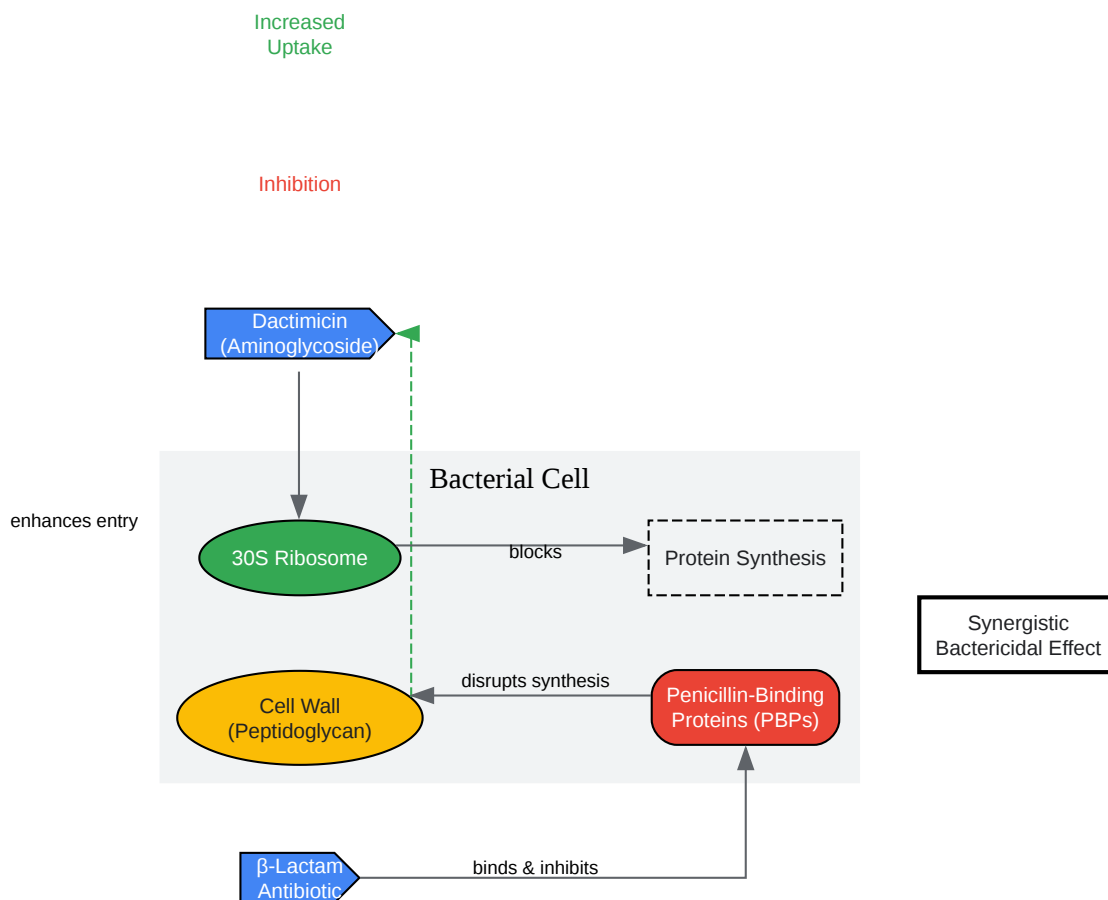 Increased
Uptake
Inhibition
Dactimicin
(Aminoglycoside)
Bacterial Cell
enhances entry
30S Ribosome
blocks
Protein Synthesis
Synergistic
Bactericidal Effect
Cell Wall
(Peptidoglycan)
disrupts synthesis
Penicillin-Binding
Proteins (PBPs)
β-Lactam
Antibiotic
binds & inhibits